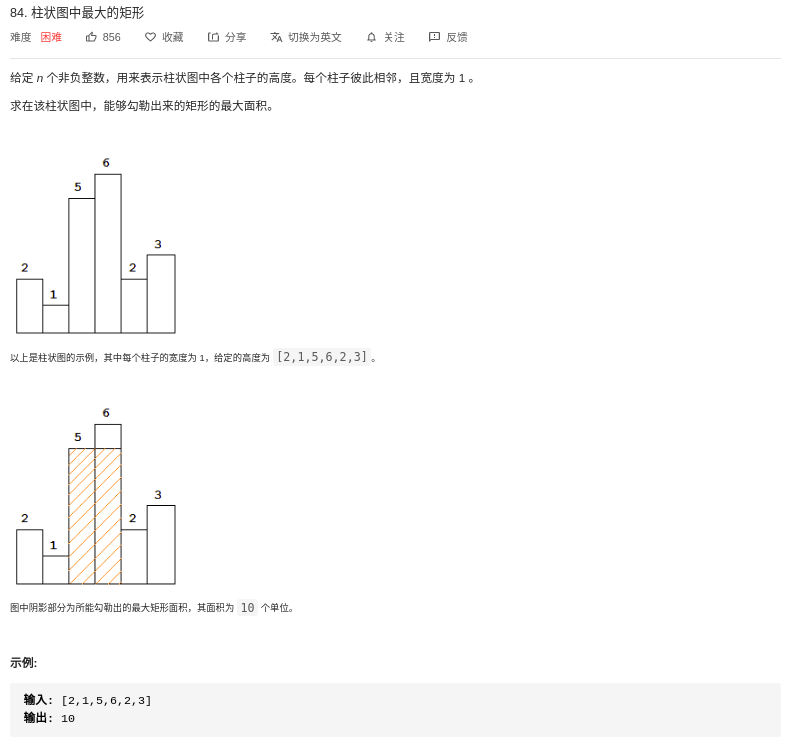 84. 柱状图中最大的矩形
难度 困难 856 收藏 分享 切换为英文 关注 反馈
给定 n 个非负整数，用来表示柱状图中各个柱子的高度。每个柱子彼此相邻，且宽度为 1 。
求在该柱状图中，能够勾勒出来的矩形的最大面积。
6
5
3
2 2
1
以上是柱状图的示例，其中每个柱子的宽度为 1，给定的高度为 [2,1,5,6,2,3] 。
6
5
3
2 2
1
图中阴影部分为所能勾勒出的最大矩形面积，其面积为 10 个单位。
示例:
输入: [2,1,5,6,2,3]
输出: 10